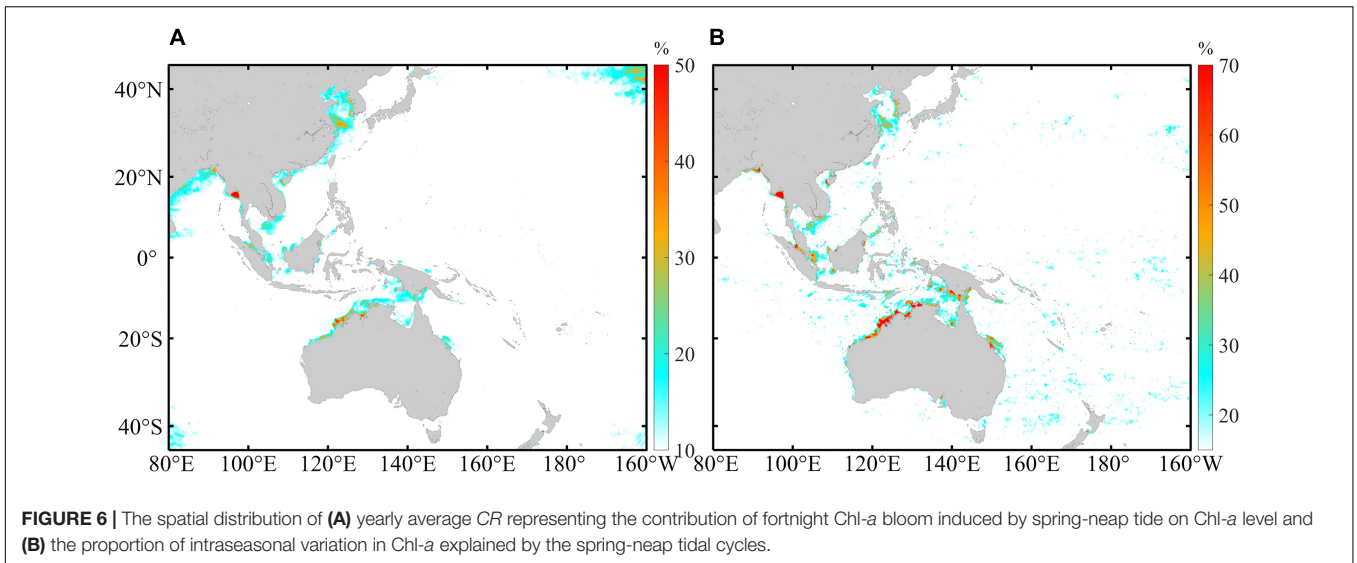 A
B
%
%
40°N
20°N
0°
20°S
40°S
80°E
100°E
120°E
140°E
160°E
180°
160°W
50
40
30
20
10
80°E
100°E
120°E
140°E
160°E
180°
160°W
70
60
50
40
30
20
FIGURE 6 | The spatial distribution of (A) yearly average CR representing the contribution of fortnight Chl-a bloom induced by spring-neap tide on Chl-a level and
(B) the proportion of intraseasonal variation in Chl-a explained by the spring-neap tidal cycles.